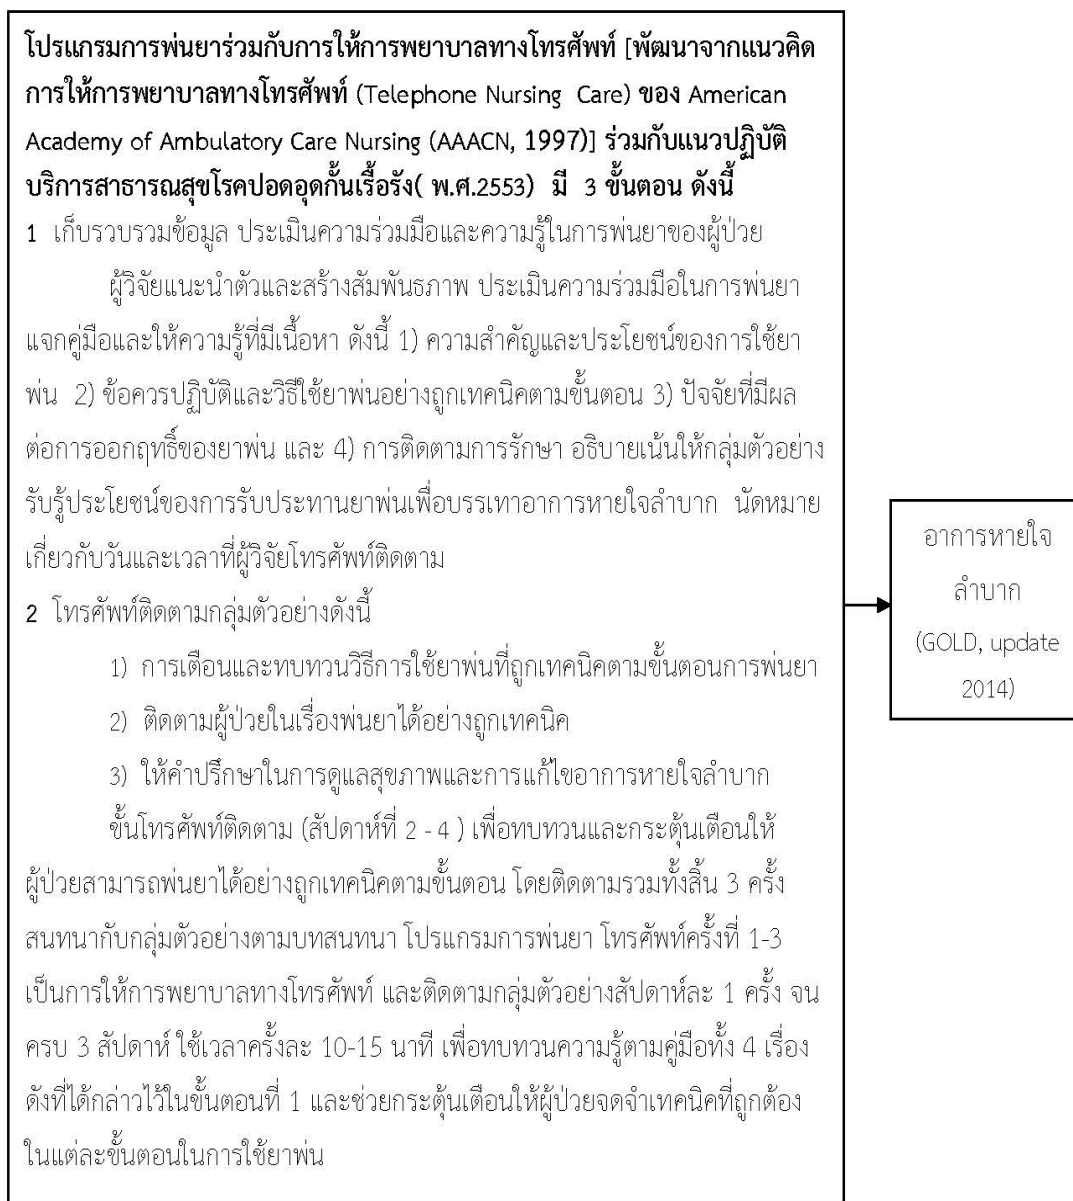 โปรแกรมการพ่นยาร่วมกับการให้การพยาบาลทางโทรศัพท์ [พัฒนาจากแนวคิด
การให้การพยาบาลทางโทรศัพท์ (Telephone Nursing Care) ของ American
Academy of Ambulatory Care Nursing (AAACN, 1997)] ร่วมกับแนวปฏิบัติ
บริการสาธารณสุขโรคปอดอุดกั้นเรื้อรัง( พ.ศ.2553) มี 3 ขั้นตอน ดังนี้
1 เก็บรวบรวมข้อมูล ประเมินความร่วมมือและความรู้ในการพ่นยาของผู้ป่วย
ผู้วิจัยแนะนำตัวและสร้างสัมพันธภาพ ประเมินความร่วมมือในการพ่นยา
แจกคู่มือและให้ความรู้ที่มีเนื้อหา ดังนี้ 1) ความสำคัญและประโยชน์ของการใช้ยา
พ่น 2) ข้อควรปฏิบัติและวิธีใช้ยาพ่นอย่างถูกเทคนิคตามขั้นตอน 3) ปัจจัยที่มีผล
ต่อการออกฤทธิ์ของยาพ่น และ 4) การติดตามการรักษา อธิบายเน้นให้กลุ่มตัวอย่าง
รับรู้ประโยชน์ของการรับประทานยาพ่นเพื่อบรรเทาอาการหายใจลำบาก นัดหมาย
เกี่ยวกับวันและเวลาที่ผู้วิจัยโทรศัพท์ติดตาม
2 โทรศัพท์ติดตามกลุ่มตัวอย่างดังนี้
1) การเตือนและทบทวนวิธีการใช้ยาพ่นที่ถูกเทคนิคตามขั้นตอนการพ่นยา
2) ติดตามผู้ป่วยในเรื่องพ่นยาได้อย่างถูกเทคนิค
3) ให้คำปรึกษาในการดูแลสุขภาพและการแก้ไขอาการหายใจลำบาก
ขั้นโทรศัพท์ติดตาม (สัปดาห์ที่ 2 - 4 ) เพื่อทบทวนและกระตุ้นเตือนให้
ผู้ป่วยสามารถพ่นยาได้อย่างถูกเทคนิคตามขั้นตอน โดยติดตามรวมทั้งสิ้น 3 ครั้ง
สนทนากับกลุ่มตัวอย่างตามบทสนทนา โปรแกรมการพ่นยา โทรศัพท์ครั้งที่ 1-3
เป็นการให้การพยาบาลทางโทรศัพท์ และติดตามกลุ่มตัวอย่างสัปดาห์ละ 1 ครั้ง จน
ครบ 3 สัปดาห์ ใช้เวลาครั้งละ 10-15 นาที เพื่อทบทวนความรู้ตามคู่มือทั้ง 4 เรื่อง
ดังที่ได้กล่าวไว้ในขั้นตอนที่ 1 และช่วยกระตุ้นเตือนให้ผู้ป่วยจดจำเทคนิคที่ถูกต้อง
ในแต่ละขั้นตอนในการใช้ยาพ่น
อาการหายใจ
ลำบาก
(GOLD, update
2014)